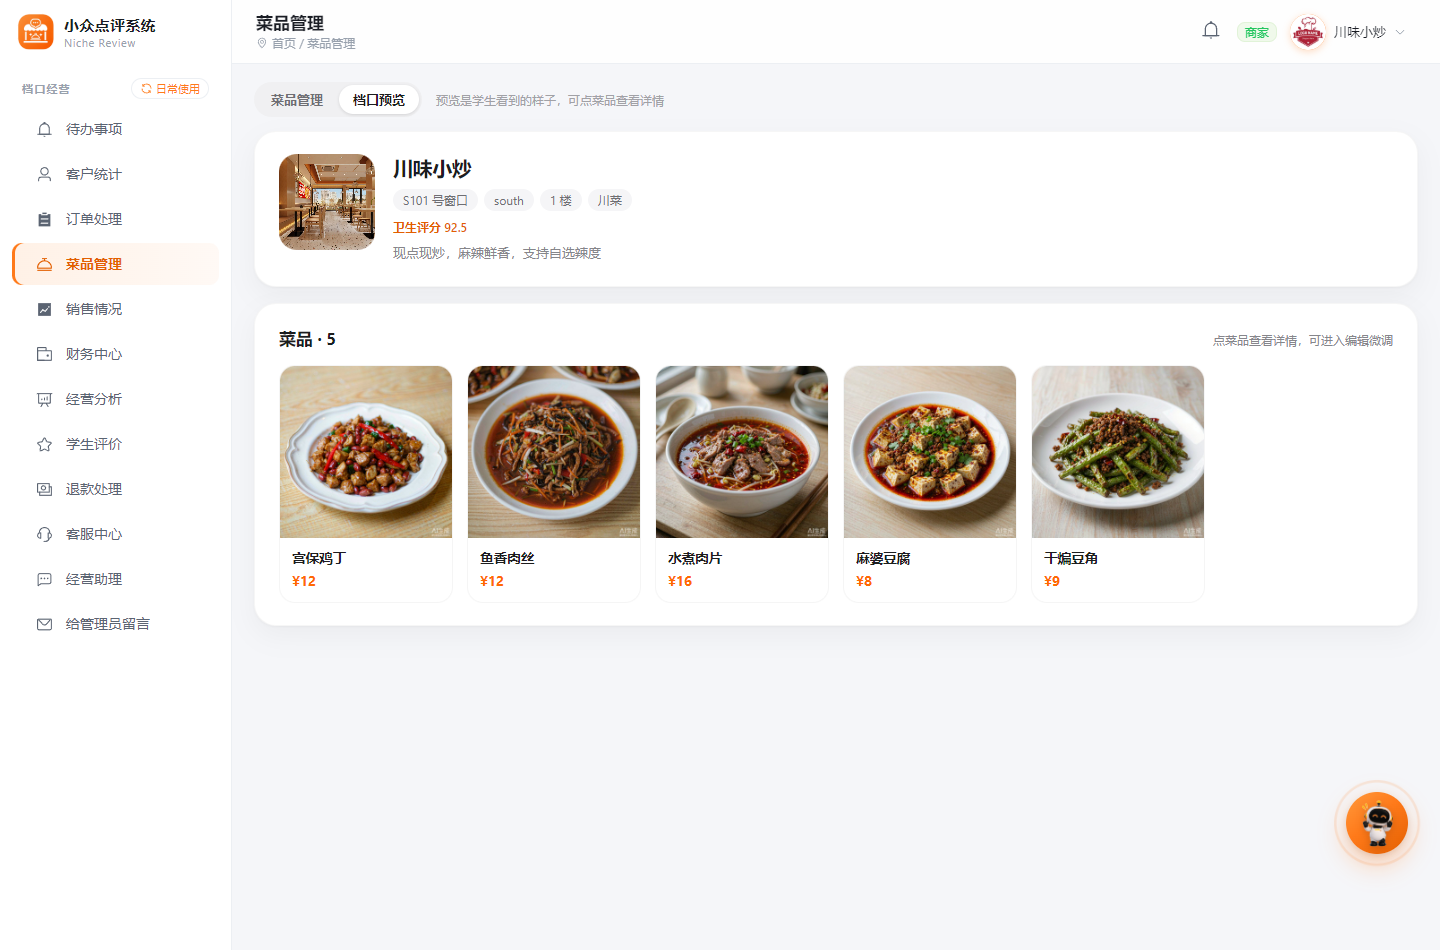 小众点评系统
Niche Review
档口经营
日常使用
待办事项
客户统计
订单处理
菜品管理
销售情况
财务中心
经营分析
学生评价
退款处理
客服中心
经营助理
给管理员留言
菜品管理
首页 / 菜品管理
商家
川味小炒
菜品管理
档口预览
预览是学生看到的样子，可点菜品查看详情
川味小炒
S101 号窗口
south
1 楼
川菜
卫生评分 92.5
现点现炒，麻辣鲜香，支持自选辣度
菜品 · 5
点菜品查看详情，可进入编辑微调
宫保鸡丁
¥12
鱼香肉丝
¥12
水煮肉片
¥16
麻婆豆腐
¥8
干煸豆角
¥9